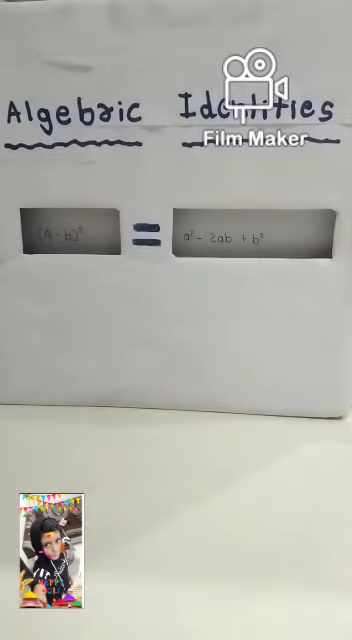 Algebric Identities
Film Maker
(a-b)² = a² - 2ab + b²